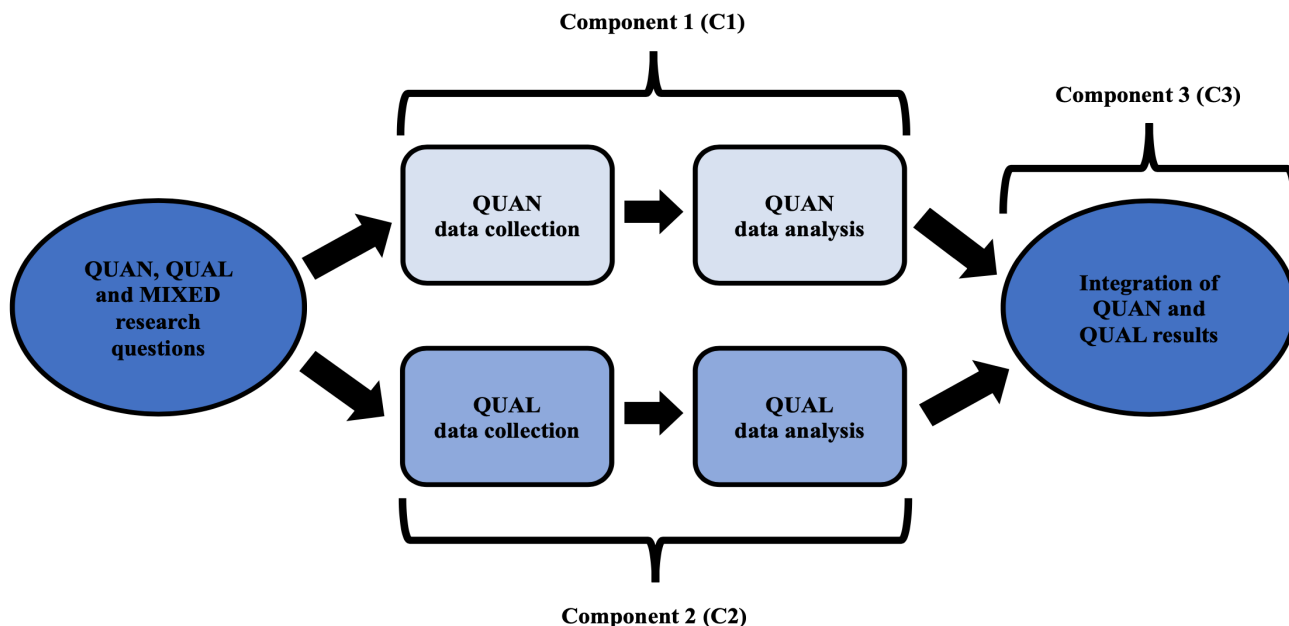 Component 1 (C1)
Component 3 (C3)
QUAN, QUAL
and MIXED
research
questions
QUAN
data collection
QUAN
data analysis
QUAL
data collection
QUAL
data analysis
Integration of
QUAN and
QUAL results
Component 2 (C2)